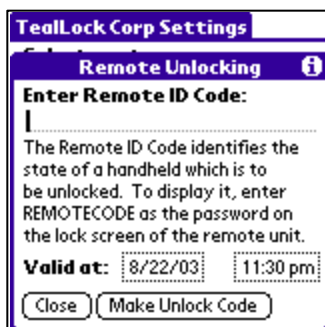 TealLock Corp Settings
Remote Unlocking i
Enter Remote ID Code:
The Remote ID Code identifies the
state of a handheld which is to
be unlocked. To display it, enter
REMOTECODE as the password on
the lock screen of the remote unit.
Valid at: 8/22/03 11:30 pm
Close Make Unlock Code